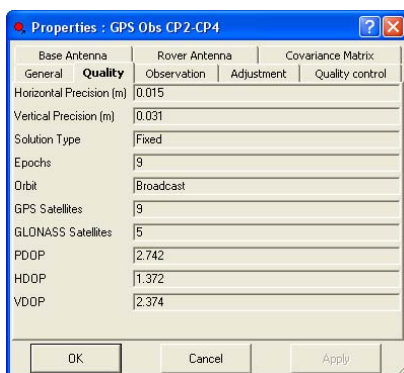 Properties : GPS Obs CP2-CP4
Base Antenna Rover Antenna Covariance Matrix
General Quality Observation Adjustment Quality control
Horizontal Precision (m) 0.015
Vertical Precision (m) 0.031
Solution Type Fixed
Epochs 9
Orbit Broadcast
GPS Satellites 9
GLONASS Satellites 5
PDOP 2.742
HDOP 1.372
VDOP 2.374
OK Cancel Apply